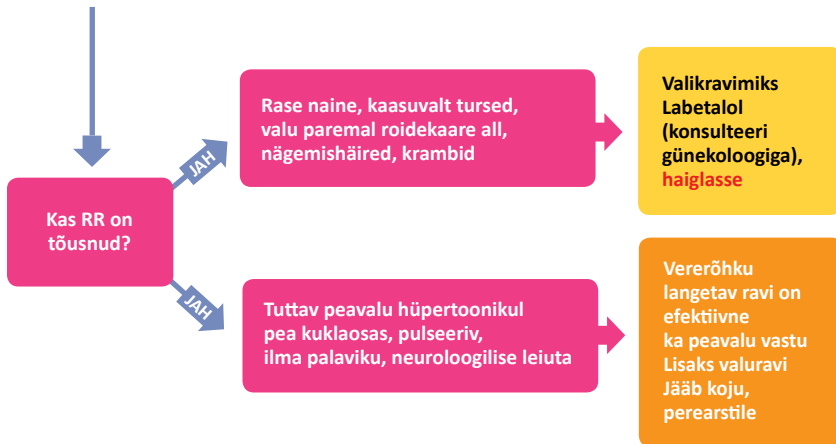 Kas RR on
tõusnud?
JAH
Rase naine, kaasuvalt tursed,
valu paremal roidekaare all,
nägemishäired, krambid
Valikravimiks
Labetalol
(konsulteeri
günekoloogiga),
haiglasse
JAH
Tuttav peavalu hüpertoonikul
pea kuklaosas, pulseeriv,
ilma palaviku, neuroloogilise leiuta
Vererõhku
langetav ravi on
efektiivne
ka peavalu vastu
Lisaks valuravi
Jääb koju,
perearstile